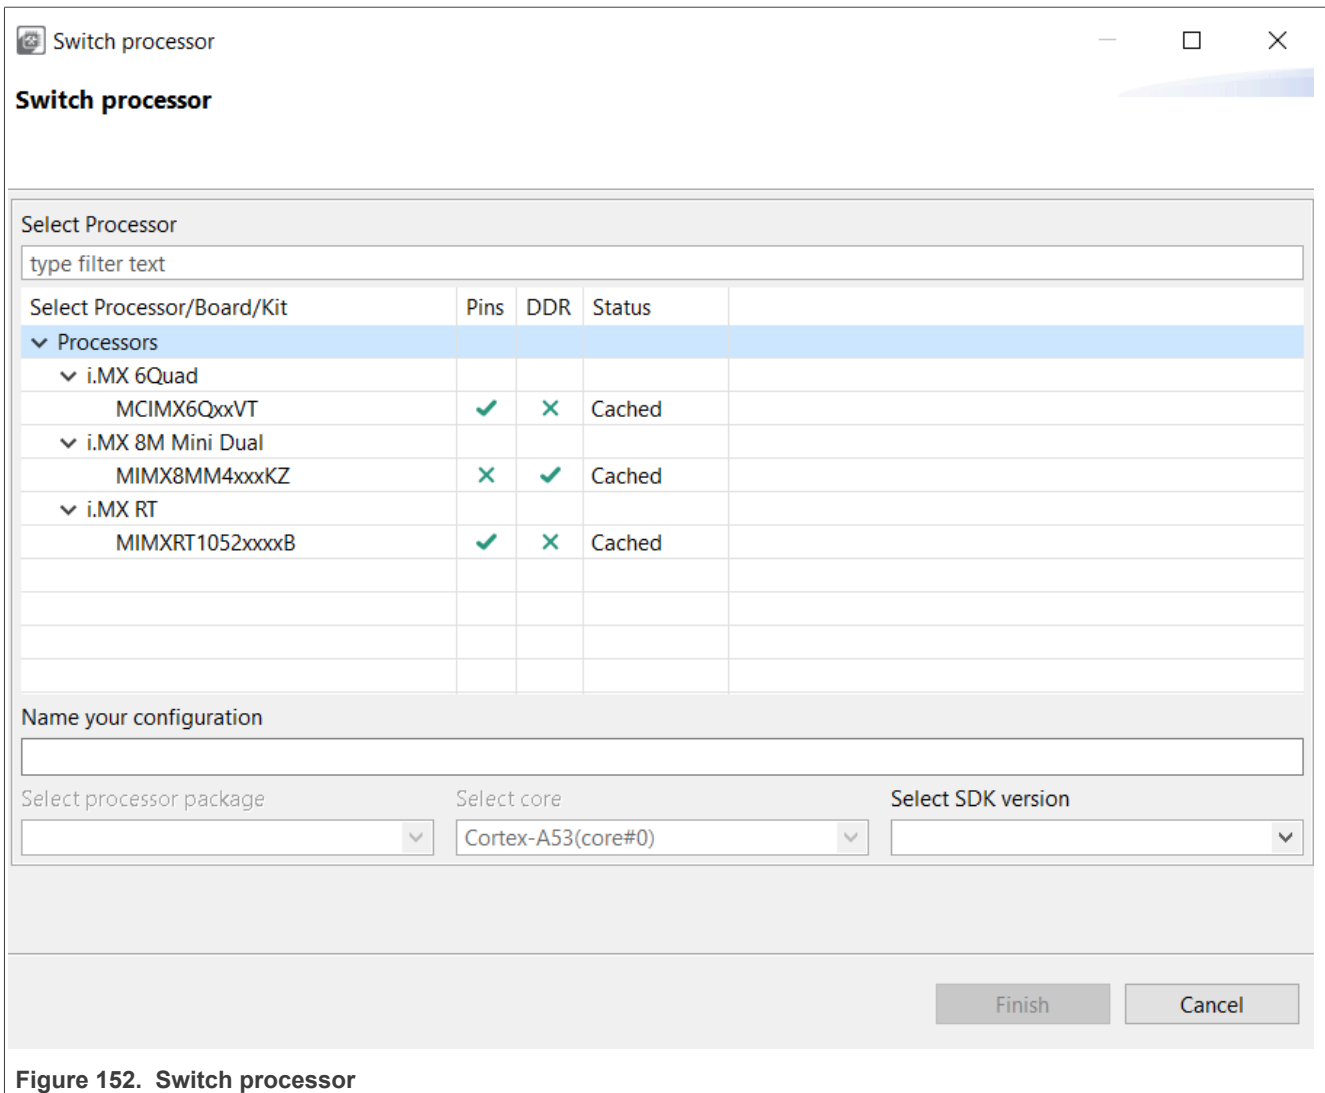 Switch processor
Switch processor
Select Processor
type filter text
Select Processor/Board/Kit Pins DDR Status
Processors
i.MX 6Quad
MCIMX6QxxVT Cached
i.MX 8M Mini Dual
MIMX8MM4xxxKZ Cached
i.MX RT
MIMXRT1052xxxxB Cached
Name your configuration
Select processor package Select core Select SDK version
Cortex-A53(core#0)
Finish Cancel
Figure 152. Switch processor